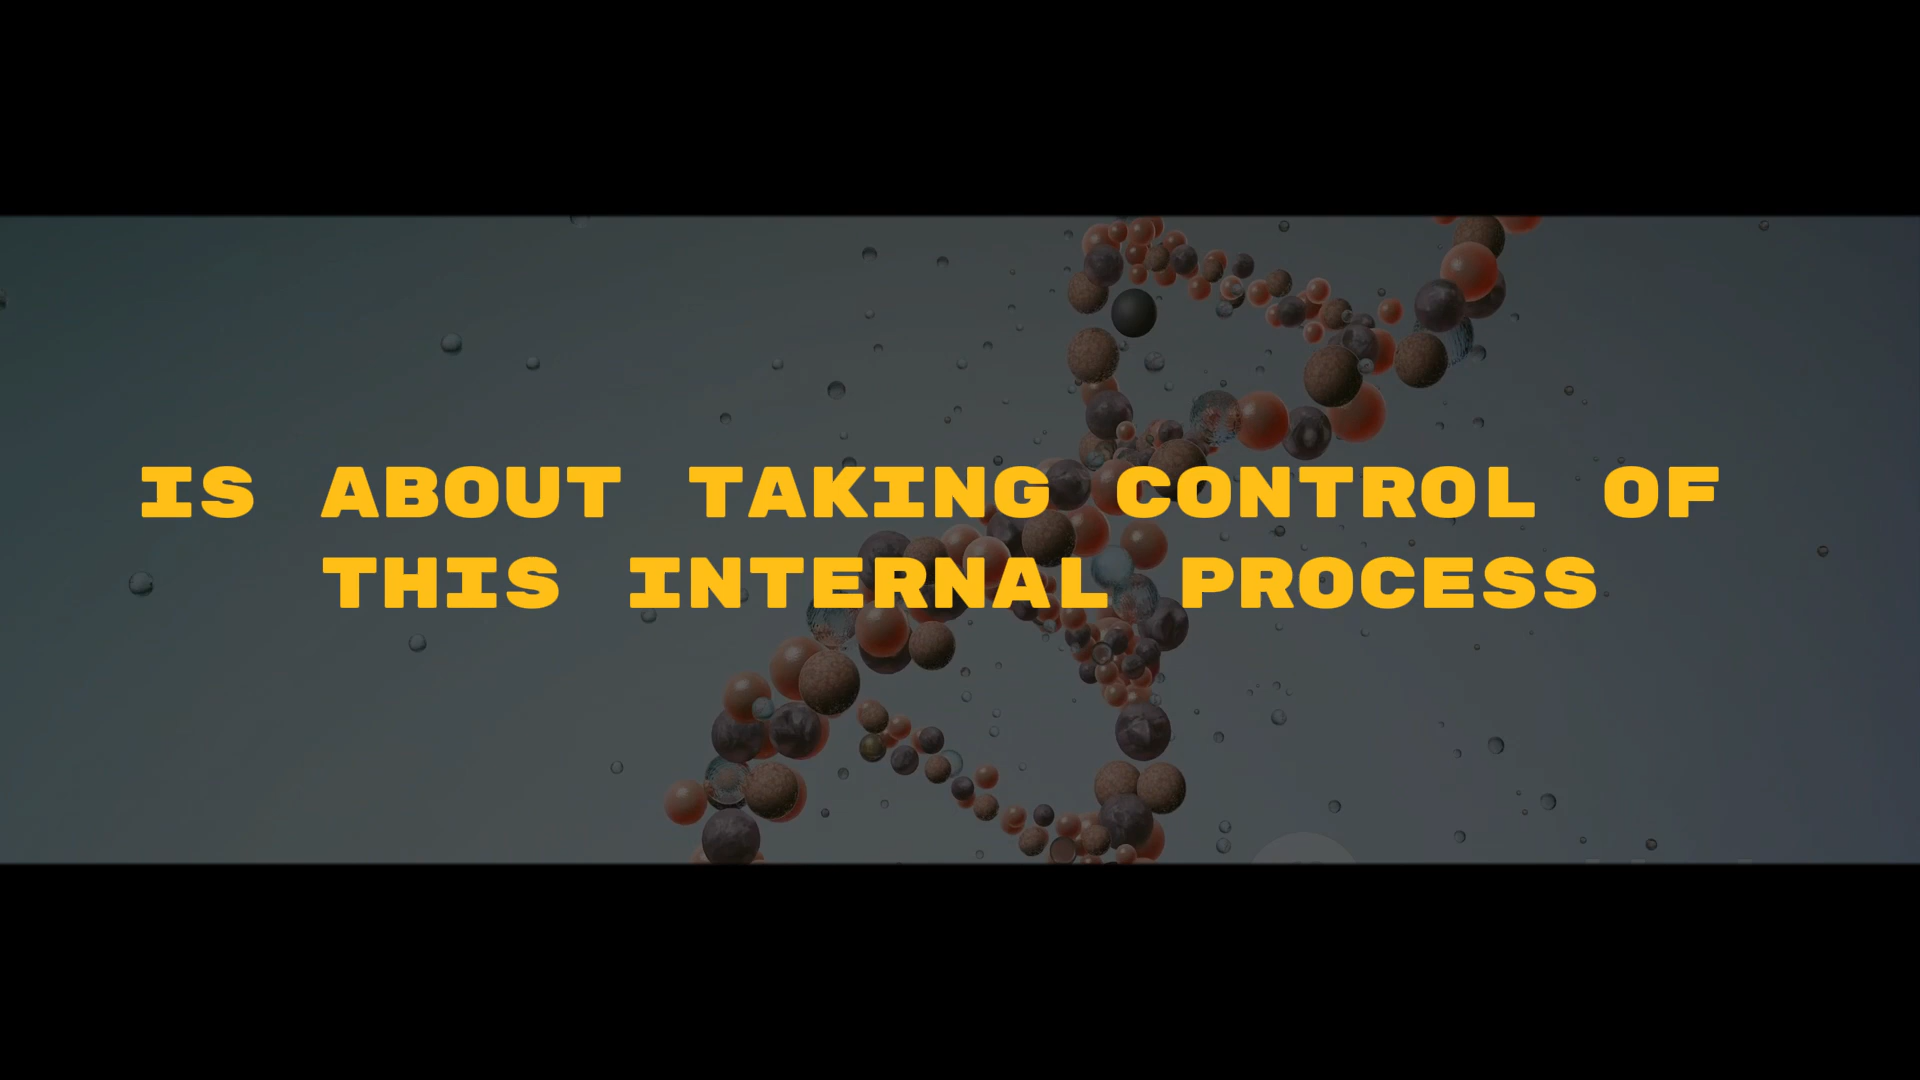 IS ABOUT TAKING CONTROL OF
THIS INTERNAL PROCESS